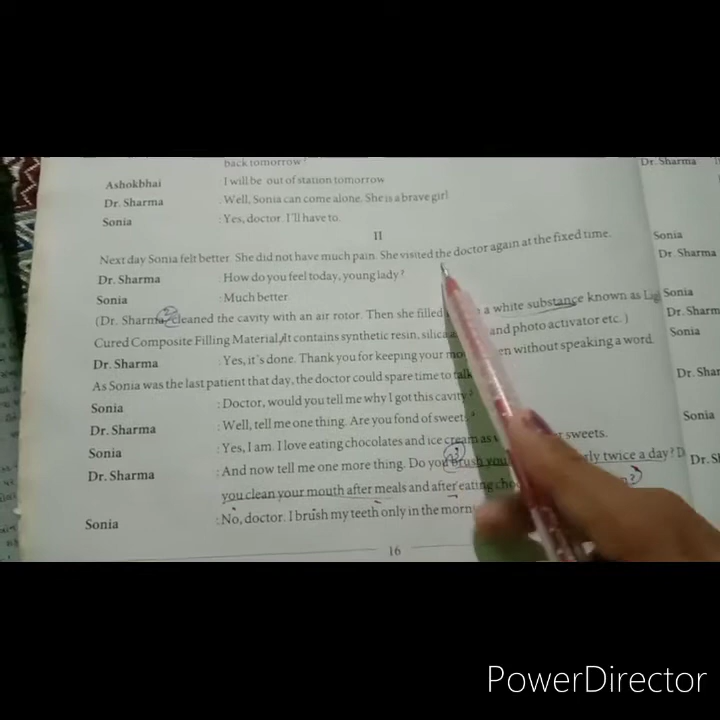 back tomorrow?
Ashokbhai I will be out of station tomorrow
Dr. Sharma : Well, Sonia can come alone. She is a brave girl
Sonia : Yes, doctor. I'll have to.
II
Next day Sonia felt better. She did not have much pain. She visited the doctor again at the fixed time.
Dr. Sharma : How do you feel today, young lady?
Sonia : Much better
(Dr. Sharma cleaned the cavity with an air rotor. Then she filled a white substance known as
Cured Composite Filling Material, It contains synthetic resin, and photo activator etc.)
Dr. Sharma : Yes, it's done. Thank you for keeping your without speaking a word.
As Sonia was the last patient that day, the doctor could spare time to talk
Sonia : Doctor, would you tell me why I got this cavity?
Dr. Sharma : Well, tell me one thing. Are you fond of sweets?
Sonia : Yes, I am. I love eating chocolates and ice cream as sweets.
Dr. Sharma : And now tell me one more thing. Do you brush twice a day? D
you clean your mouth after meals and after eating
Sonia : No, doctor. I brush my teeth only in the
16
Dr. Sharma
Sonia
Dr. Sharma
Sonia
Dr. Sharm
Sonia
Dr. Shar
Sonia
Dr. S
PowerDirector